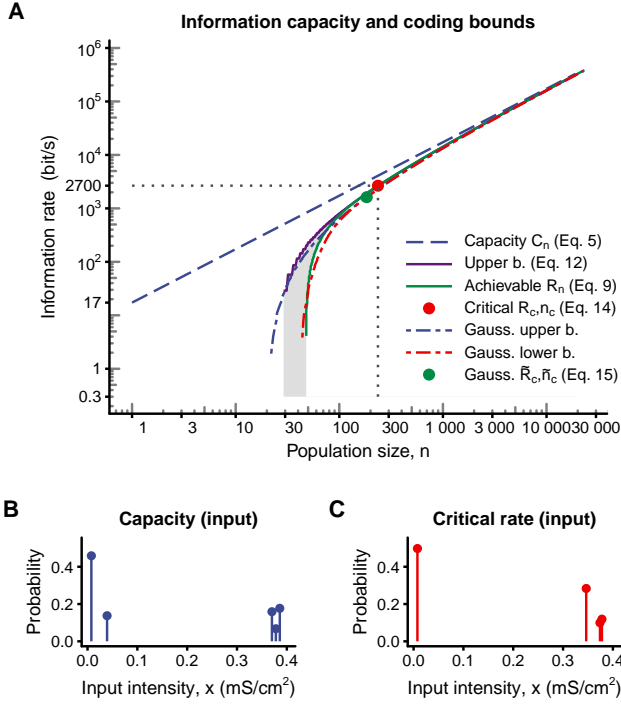 A
Information capacity and coding bounds
Information rate (bit/s)
10^6
10^5
10^4
2700
10^3
10^2
17
1
0.3
Capacity C_n (Eq. 5)
Upper b. (Eq. 12)
Achievable R_n (Eq. 9)
Critical R_c,n_c (Eq. 14)
Gauss. upper b.
Gauss. lower b.
Gauss. R̃_c,ñ_c (Eq. 15)
1 3 10 30 100 300 1 000 3 000 10 000 30 000
Population size, n
B
Capacity (input)
Probability
0.4
0.2
0.0
0.0 0.1 0.2 0.3 0.4
Input intensity, x (mS/cm²)
C
Critical rate (input)
Probability
0.4
0.2
0.0
0.0 0.1 0.2 0.3 0.4
Input intensity, x (mS/cm²)